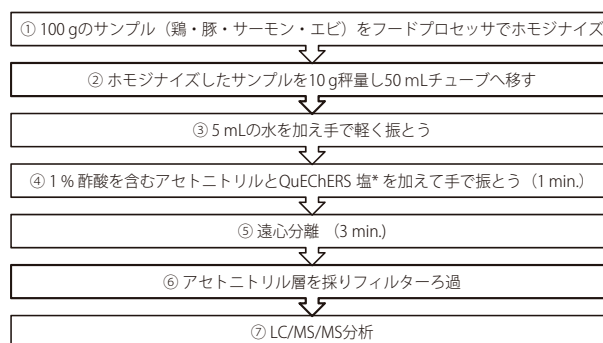 ① 100 gのサンプル（鶏・豚・サーモン・エビ）をフードプロセッサでホモジナイズ
② ホモジナイズしたサンプルを10 g秤量し50 mLチューブへ移す
③ 5 mLの水を加え手で軽く振とう
④ 1 % 酢酸を含むアセトニトリルとQuEChERS 塩* を加えて手で振とう（1 min.）
⑤ 遠心分離 （3 min.)
⑥ アセトニトリル層を採りフィルターろ過
⑦ LC/MS/MS分析